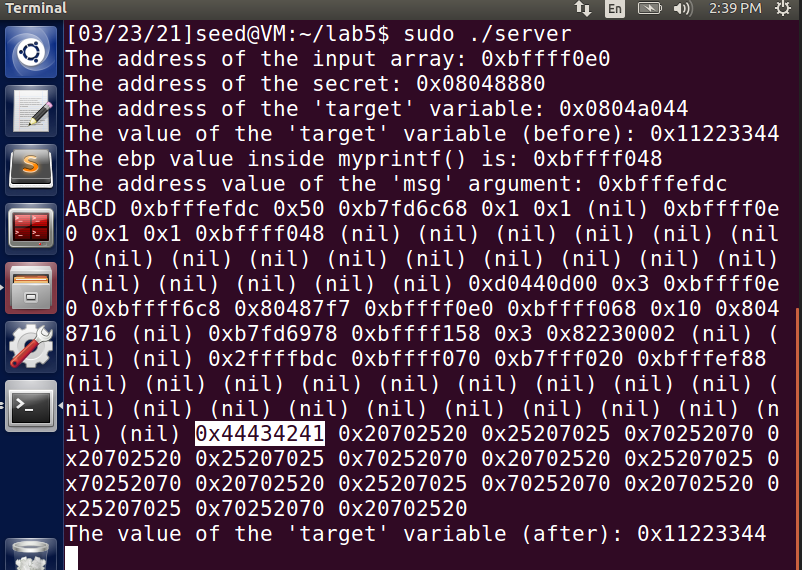 Terminal
En
2:39 PM
[03/23/21]seed@VM:~/lab5$ sudo ./server
The address of the input array: 0xbffff0e0
The address of the secret: 0x08048880
The address of the 'target' variable: 0x0804a044
The value of the 'target' variable (before): 0x11223344
The ebp value inside myprintf() is: 0xbffff048
The address value of the 'msg' argument: 0xbfffefdc
ABCD 0xbfffefdc 0x50 0xb7fd6c68 0x1 0x1 (nil) 0xbffff0e
0 0x1 0x1 0xbffff048 (nil) (nil) (nil) (nil) (nil) (nil
) (nil) (nil) (nil) (nil) (nil) (nil) (nil) (nil) (nil)
 (nil) (nil) (nil) (nil) (nil) 0xd0440d00 0x3 0xbffff0e
0 0xbffff6c8 0x80487f7 0xbffff0e0 0xbffff068 0x10 0x804
8716 (nil) 0xb7fd6978 0xbffff158 0x3 0x82230002 (nil) (
nil) (nil) 0x2ffffbdc 0xbffff070 0xb7fff020 0xbfffef88
(nil) (nil) (nil) (nil) (nil) (nil) (nil) (nil) (nil) (
nil) (nil) (nil) (nil) (nil) (nil) (nil) (nil) (nil) (n
il) (nil) 0x44434241 0x20702520 0x25207025 0x70252070 0
x20702520 0x25207025 0x70252070 0x20702520 0x25207025 0
x70252070 0x20702520 0x25207025 0x70252070 0x20702520 0
x25207025 0x70252070 0x20702520
The value of the 'target' variable (after): 0x11223344